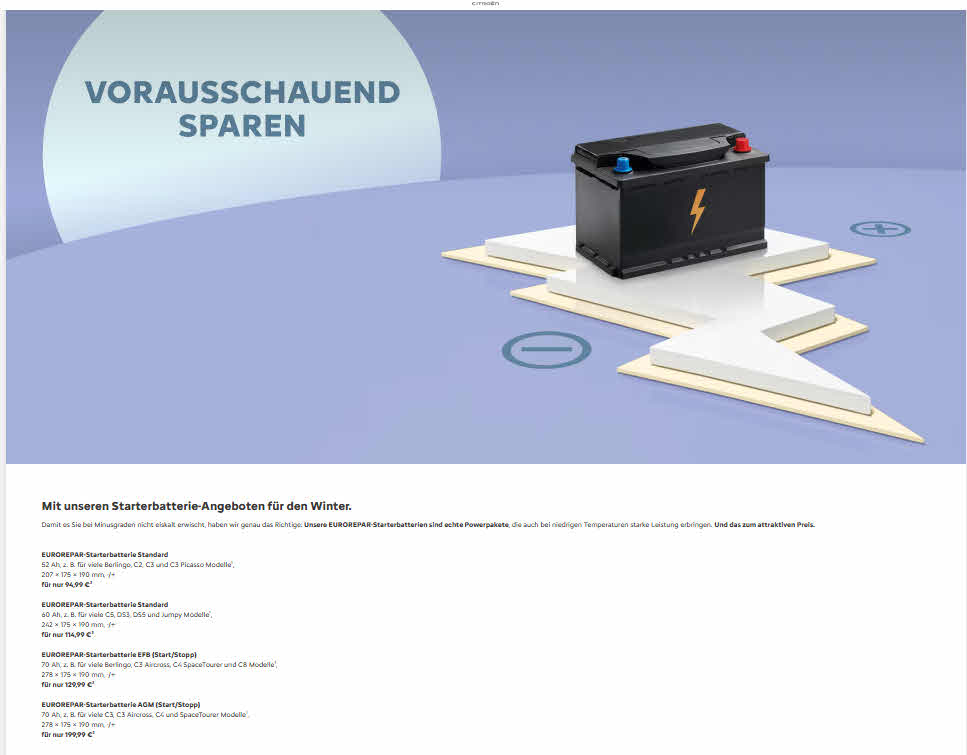 CITROËN
VORAUSSCHAUEND
SPAREN
Mit unseren Starterbatterie-Angeboten für den Winter.
Damit es Sie bei Minusgraden nicht eiskalt erwischt, haben wir genau das Richtige: Unsere EUROREPAR-Starterbatterien sind echte Powerpakete, die auch bei niedrigen Temperaturen starke Leistung erbringen. Und das zum attraktiven Preis.
EUROREPAR-Starterbatterie Standard
52 Ah, z. B. für viele Berlingo, C2, C3 und C3 Picasso Modelle¹,
207 × 175 × 190 mm, -/+
für nur 94,99 €²
EUROREPAR-Starterbatterie Standard
60 Ah, z. B. für viele C5, DS3, DS5 und Jumpy Modelle¹,
242 × 175 × 190 mm, -/+
für nur 114,99 €²
EUROREPAR-Starterbatterie EFB (Start/Stopp)
70 Ah, z. B. für viele Berlingo, C3 Aircross, C4 SpaceTourer und C8 Modelle¹,
278 × 175 × 190 mm, -/+
für nur 129,99 €²
EUROREPAR-Starterbatterie AGM (Start/Stopp)
70 Ah, z. B. für viele C3, C3 Aircross, C4 und SpaceTourer Modelle¹,
278 × 175 × 190 mm, -/+
für nur 199,99 €²